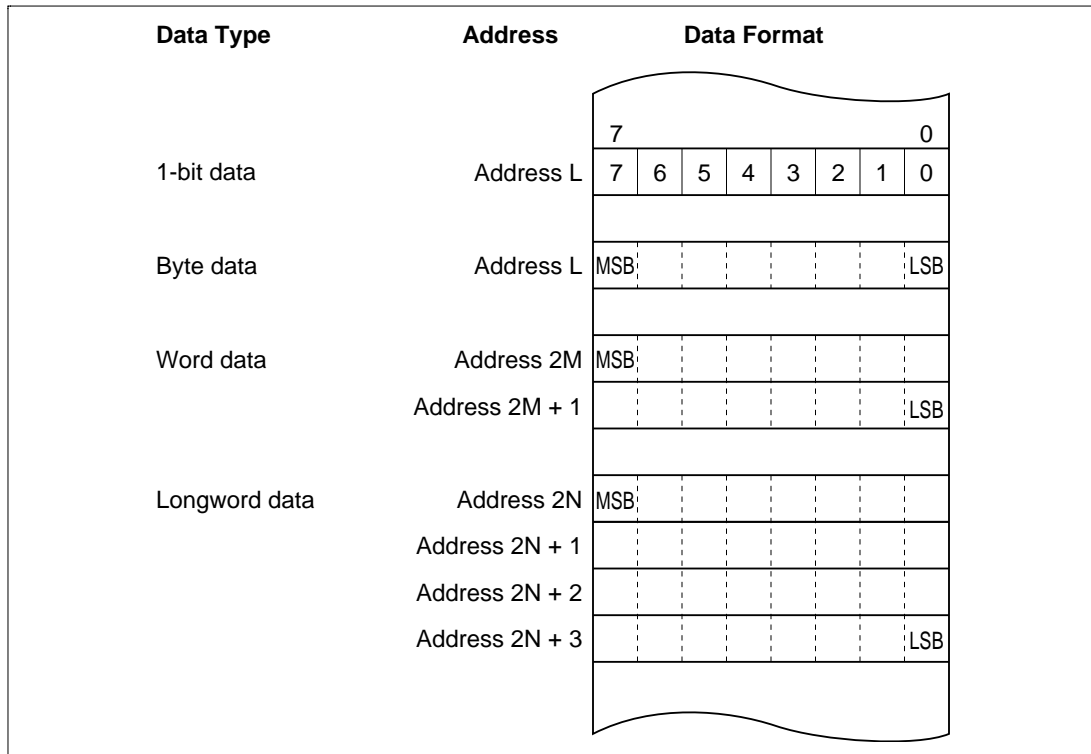 Data Type Address Data Format
7 0
1-bit data Address L 7 6 5 4 3 2 1 0
Byte data Address L MSB LSB
Word data Address 2M MSB
Address 2M + 1 LSB
Longword data Address 2N MSB
Address 2N + 1
Address 2N + 2
Address 2N + 3 LSB